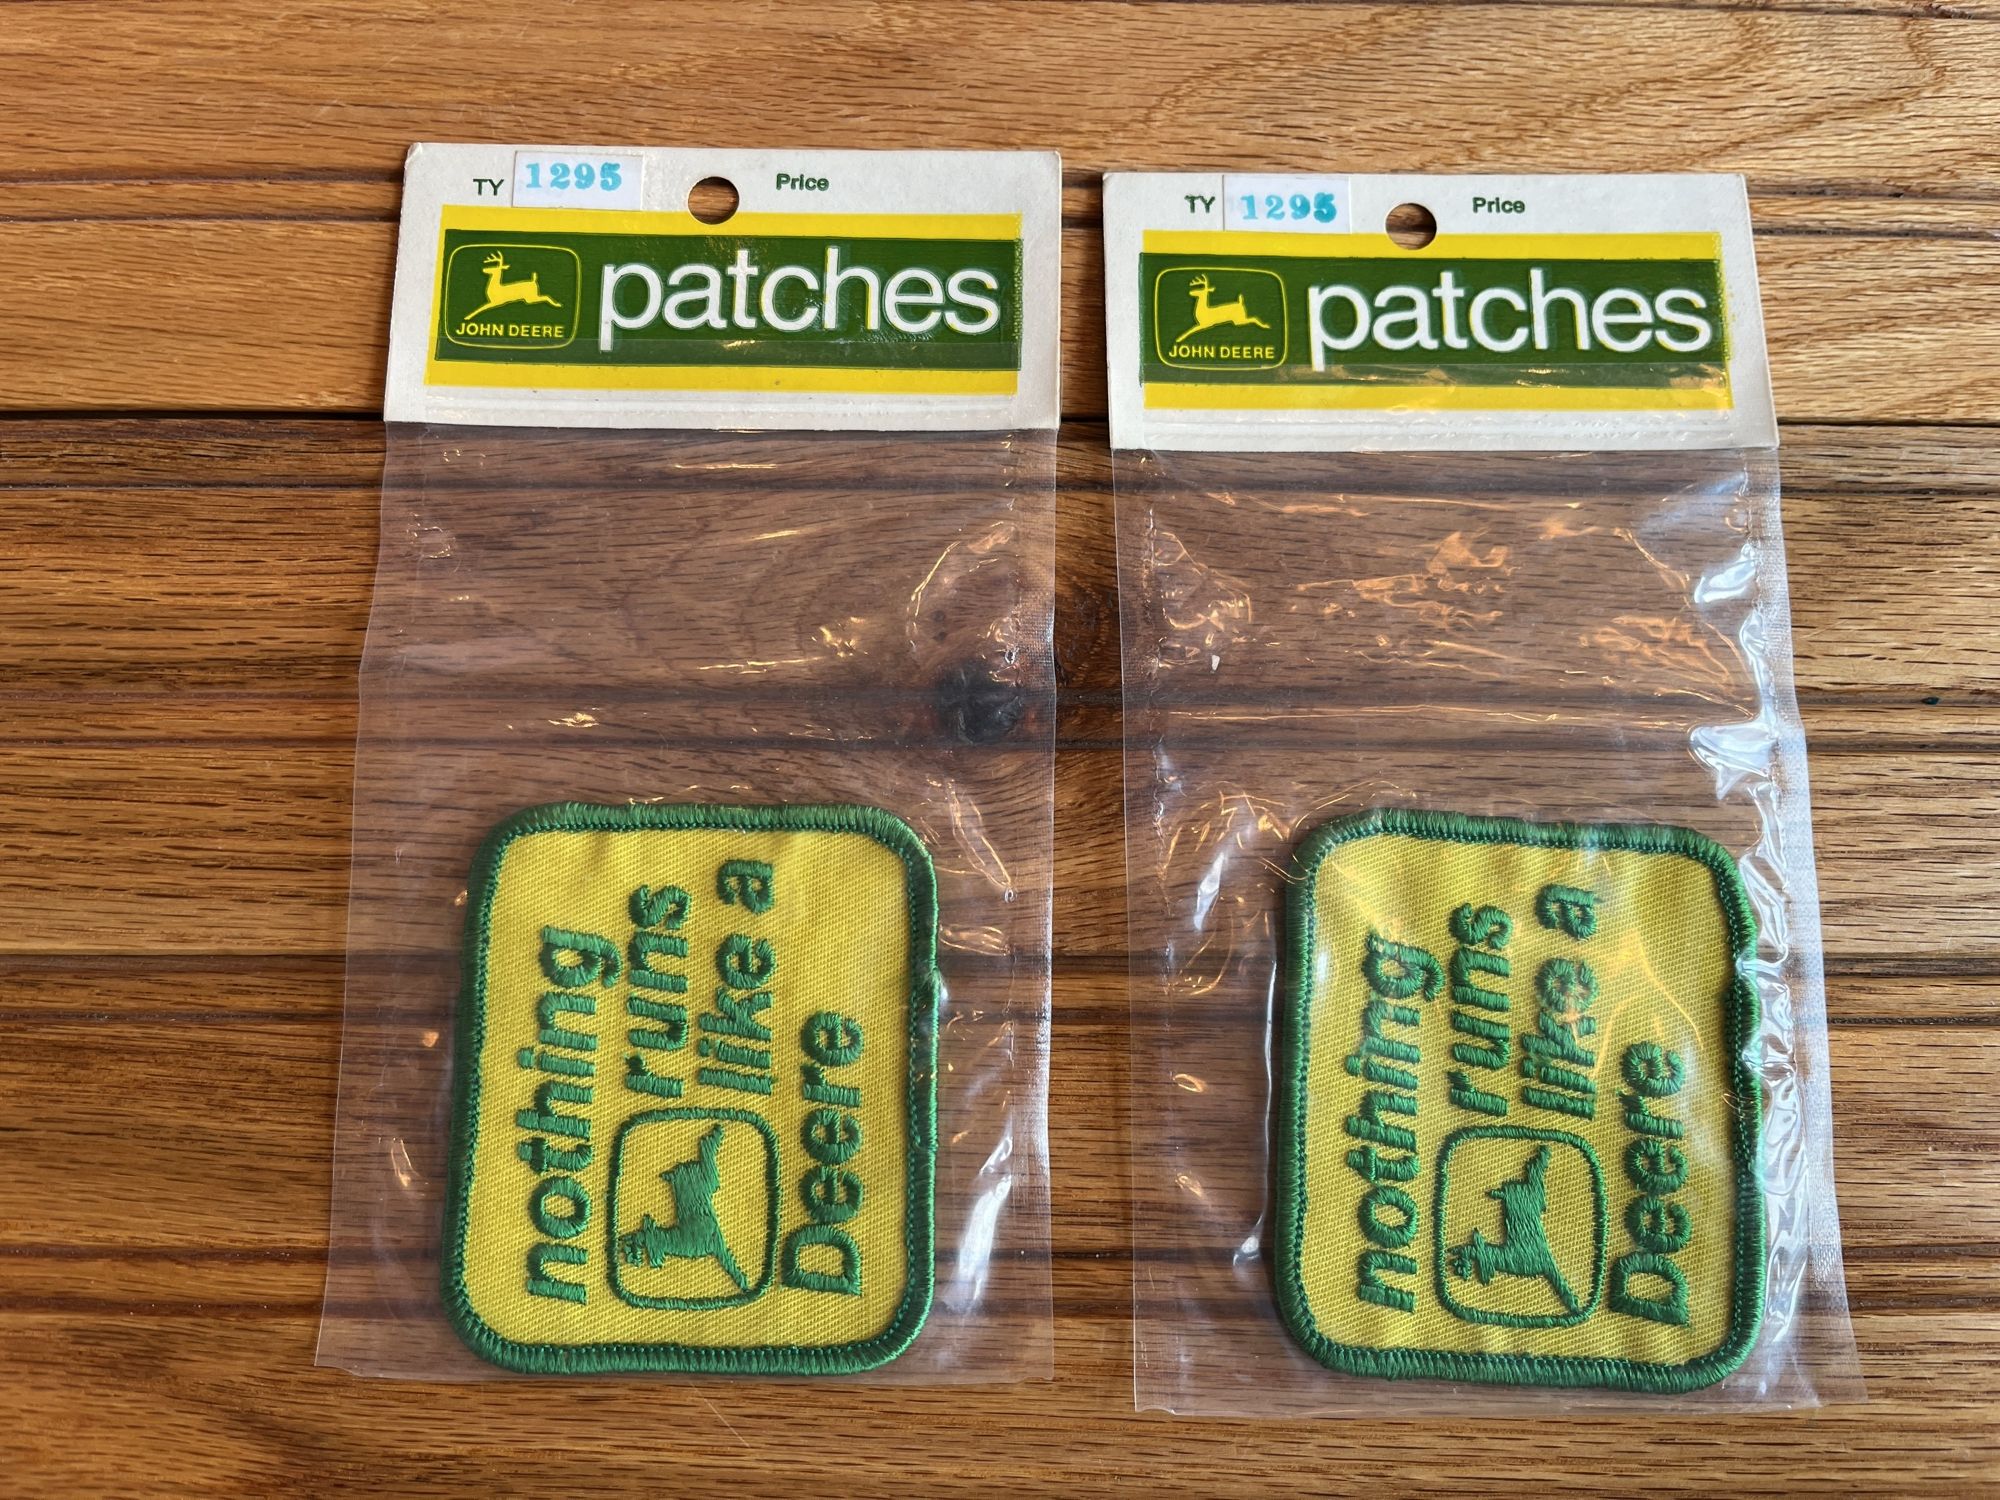 TY 1295 Price
JOHN DEERE
patches
nothing
runs
like a
Deere
TY 1295 Price
JOHN DEERE
patches
nothing
runs
like a
Deere